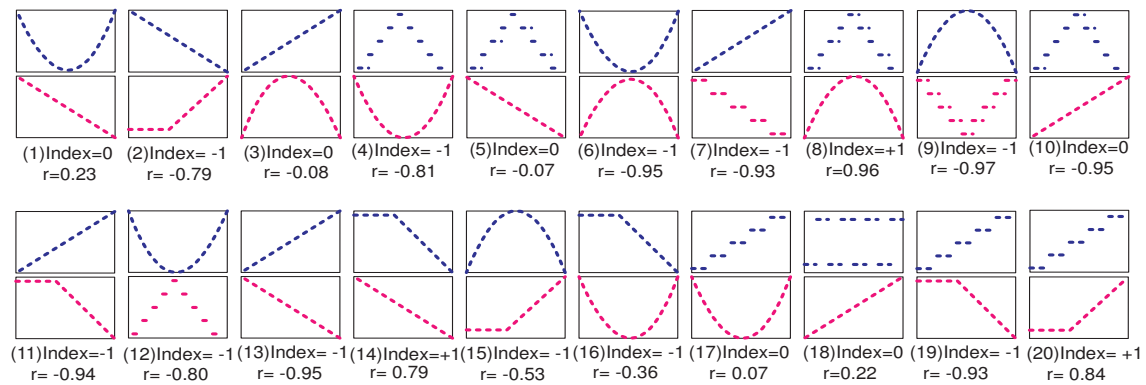 (1)Index=0 (2)Index= -1 (3)Index=0 (4)Index= -1 (5)Index=0 (6)Index= -1 (7)Index= -1 (8)Index=+1 (9)Index= -1 (10)Index=0
r=0.23 r= -0.79 r= -0.08 r= -0.81 r= -0.07 r= -0.95 r= -0.93 r=0.96 r= -0.97 r= -0.95
(11)Index=-1 (12)Index= -1 (13)Index= -1 (14)Index=+1 (15)Index= -1 (16)Index= -1 (17)Index=0 (18)Index=0 (19)Index= -1 (20)Index= +1
r= -0.94 r= -0.80 r= -0.95 r= 0.79 r= -0.53 r= -0.36 r= 0.07 r= 0.22 r= -0.93 r= 0.84